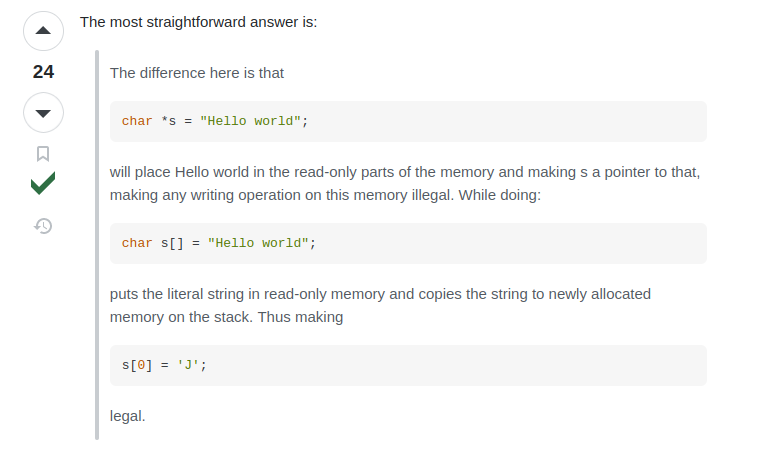 The most straightforward answer is:
24
The difference here is that
char *s = "Hello world";
will place Hello world in the read-only parts of the memory and making s a pointer to that,
making any writing operation on this memory illegal. While doing:
char s[] = "Hello world";
puts the literal string in read-only memory and copies the string to newly allocated
memory on the stack. Thus making
s[0] = 'J';
legal.